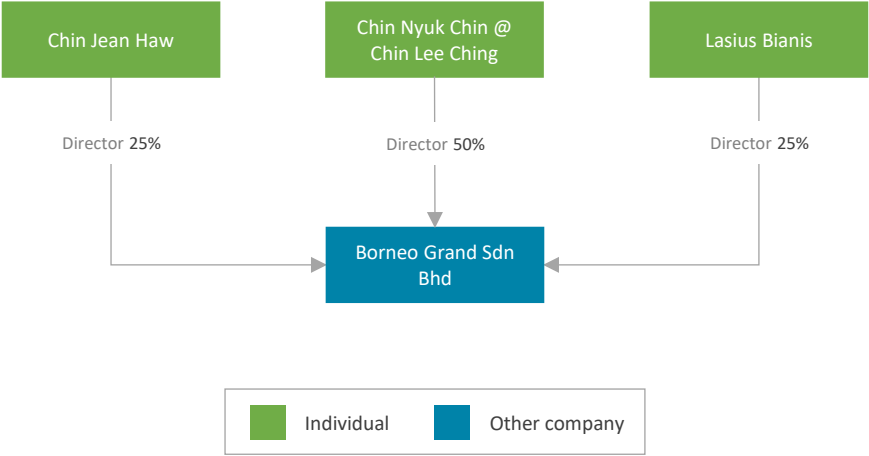 Chin Jean Haw
Chin Nyuk Chin @
Chin Lee Ching
Lasius Bianis
Director 25%
Director 50%
Director 25%
Borneo Grand Sdn
Bhd
Individual
Other company